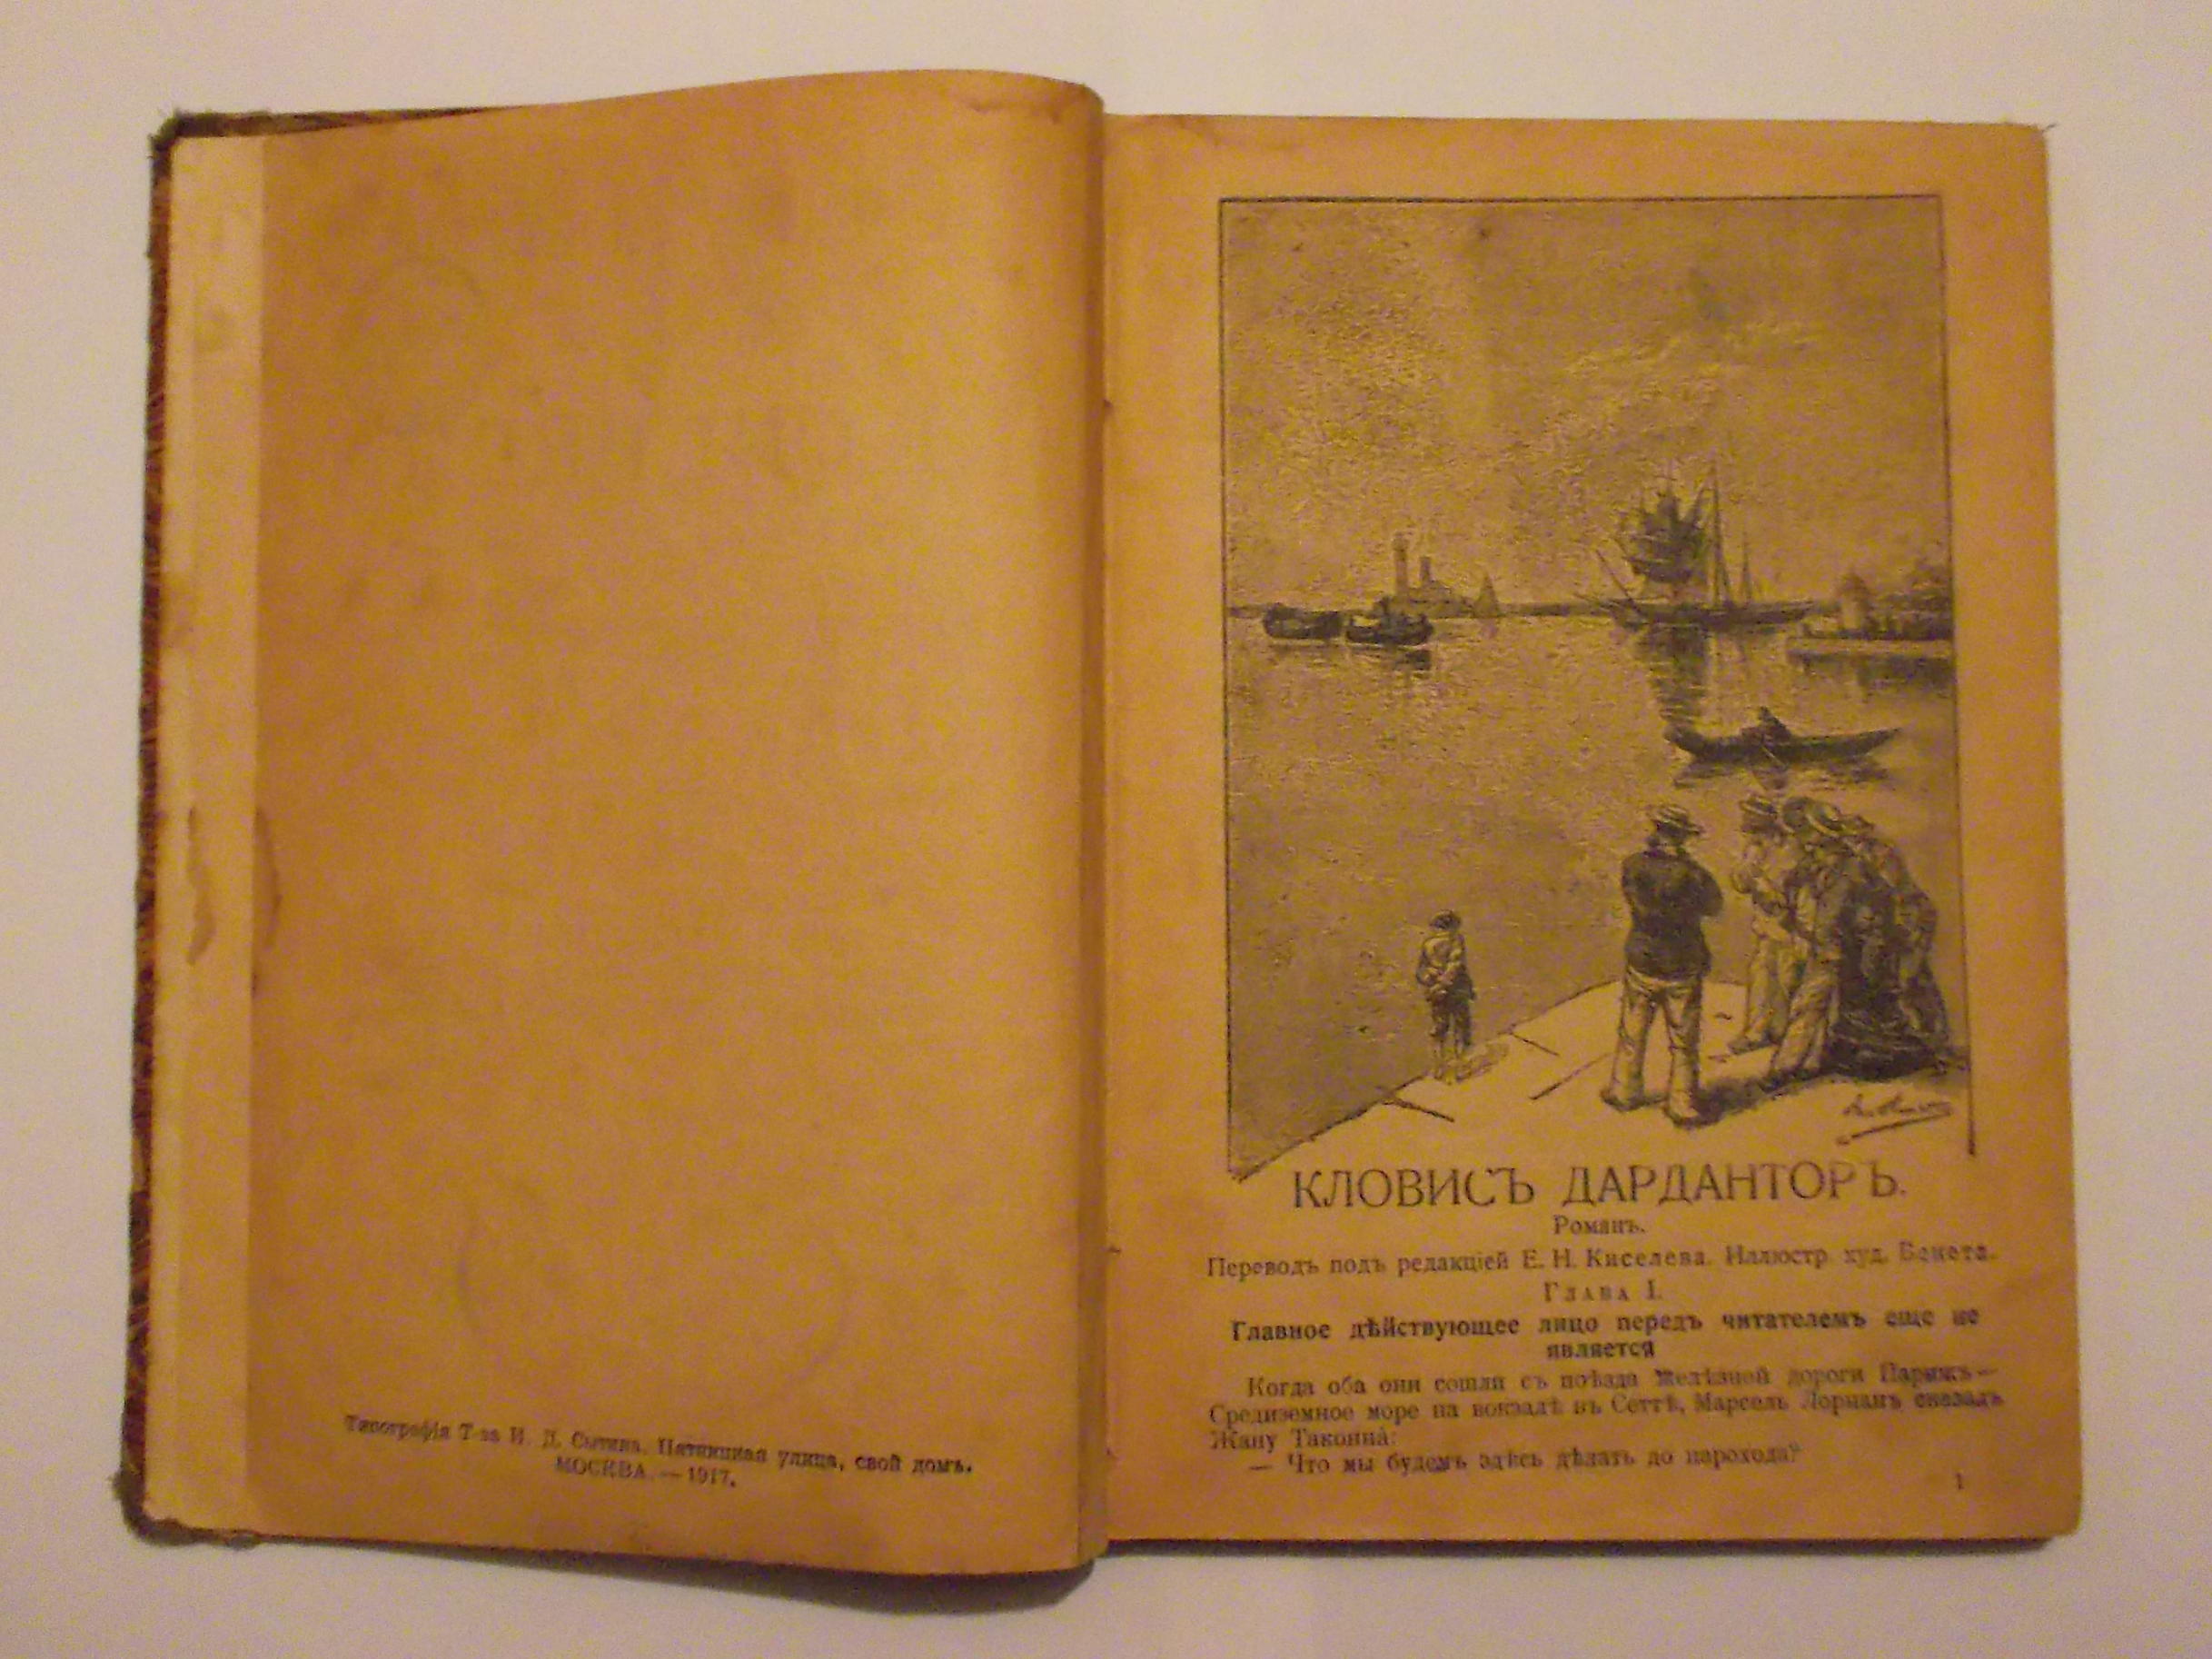 Типографія Т-ва И. Д. Сытина, Пятницкая улица, свой домъ.
МОСКВА. — 1917.
КЛОВИСЪ ДАРДАНТОРЪ.
Романъ.
Переводъ подъ редакціей Е. Н. Киселева. Иллюстр. худ. Бенета.
Глава I.
Главное дѣйствующее лицо передъ читателемъ еще не
является
Когда оба они сошли съ поѣзда желѣзной дороги Парижъ—
Средиземное море на вокзалѣ въ Сеттѣ, Марсель Лорнанъ сказалъ
Жану Таконна:
— Что мы будемъ здѣсь дѣлать до парохода?
1